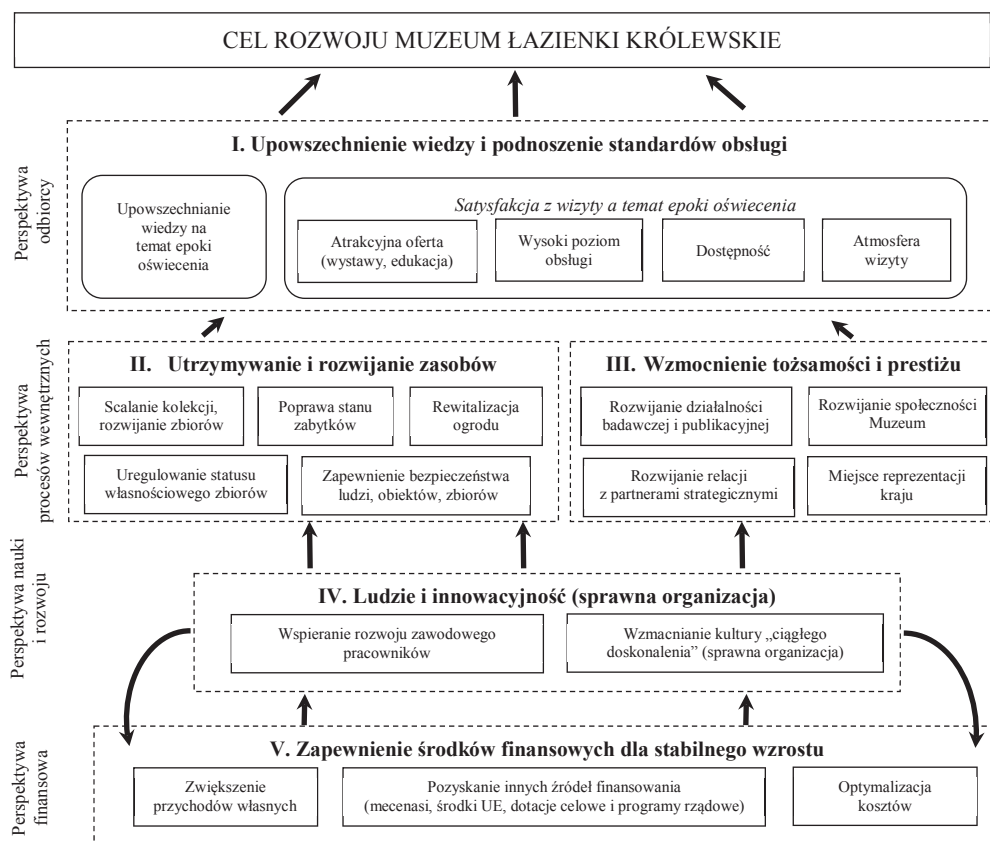 CEL ROZWOJU MUZEUM ŁAZIENKI KRÓLEWSKIE
Perspektywa
odbiorcy
I. Upowszechnienie wiedzy i podnoszenie standardów obsługi
Upowszechnianie
wiedzy na
temat epoki
oświecenia
Satysfakcja z wizyty a temat epoki oświecenia
Atrakcyjna oferta
(wystawy, edukacja)
Wysoki poziom
obsługi
Dostępność
Atmosfera
wizyty
Perspektywa
procesów wewnętrznych
II. Utrzymywanie i rozwijanie zasobów
Scalanie kolekcji,
rozwijanie zbiorów
Poprawa stanu
zabytków
Rewitalizacja
ogrodu
Uregulowanie statusu
własnościowego zbiorów
Zapewnienie bezpieczeństwa
ludzi, obiektów, zbiorów
III. Wzmocnienie tożsamości i prestiżu
Rozwijanie działalności
badawczej i publikacyjnej
Rozwijanie społeczności
Muzeum
Rozwijanie relacji
z partnerami strategicznymi
Miejsce reprezentacji
kraju
Perspektywa nauki
i rozwoju
IV. Ludzie i innowacyjność (sprawna organizacja)
Wspieranie rozwoju zawodowego
pracowników
Wzmacnianie kultury „ciągłego
doskonalenia” (sprawna organizacja)
Perspektywa
finansowa
V. Zapewnienie środków finansowych dla stabilnego wzrostu
Zwiększenie
przychodów własnych
Pozyskanie innych źródeł finansowania
(mecenasi, środki UE, dotacje celowe i programy rządowe)
Optymalizacja
kosztów